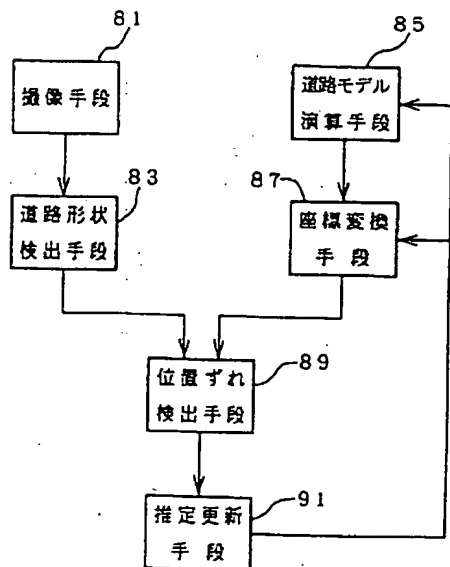 81
撮像手段
83
道路形状
検出手段
85
道路モデル
演算手段
87
座標変換
手段
89
位置ずれ
検出手段
91
推定更新
手段